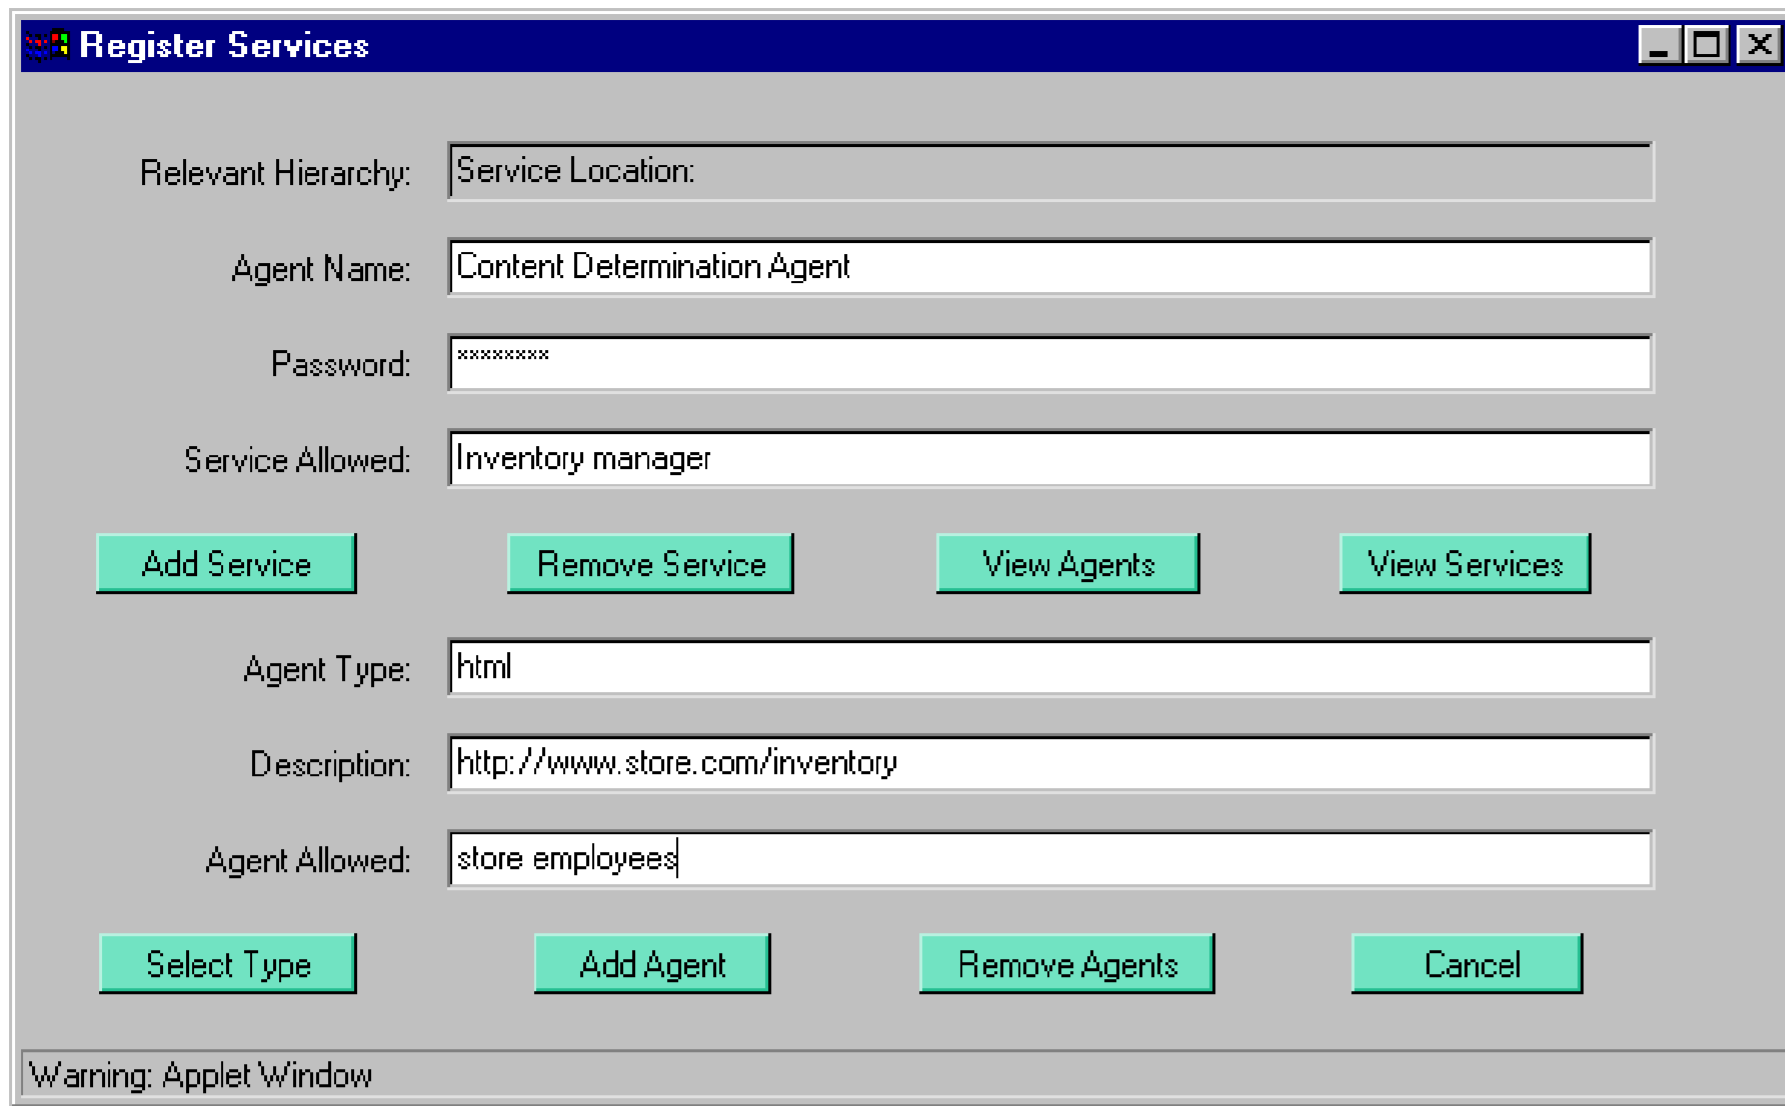 Register Services
Relevant Hierarchy: Service Location:
Agent Name: Content Determination Agent
Password: ********
Service Allowed: Inventory manager
Add Service Remove Service View Agents View Services
Agent Type: html
Description: http://www.store.com/inventory
Agent Allowed: store employees
Select Type Add Agent Remove Agents Cancel
Warning: Applet Window